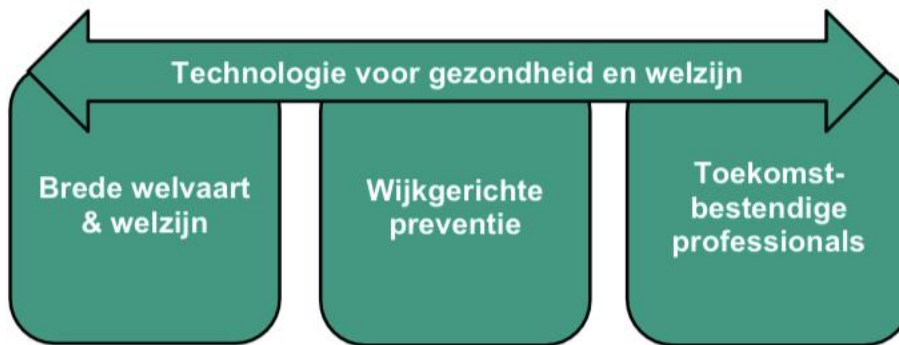 Technologie voor gezondheid en welzijn
Brede welvaart
& welzijn
Wijkgerichte
preventie
Toekomst-
bestendige
professionals